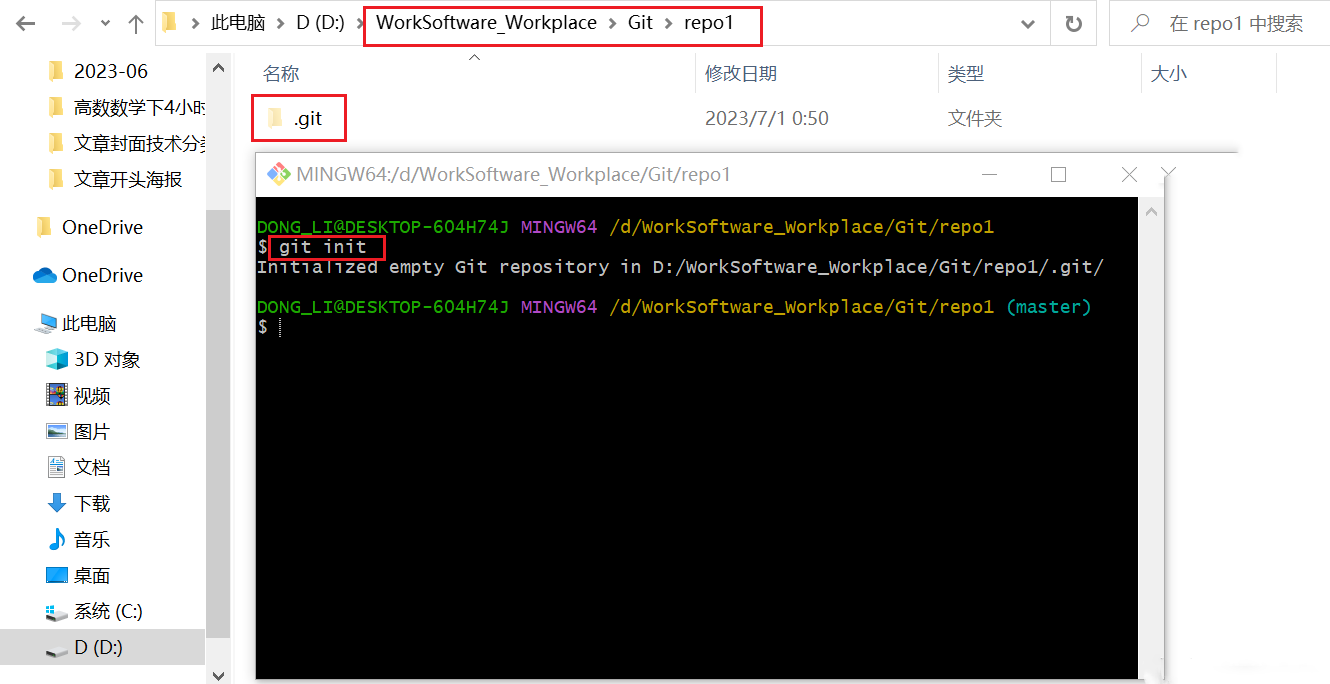 此电脑 > D (D:) > WorkSoftware_Workplace > Git > repo1
在 repo1 中搜索
2023-06
高数数学下4小时
文章封面技术分类
文章开头海报
OneDrive
OneDrive
此电脑
3D 对象
视频
图片
文档
下载
音乐
桌面
系统 (C:)
D (D:)
名称 修改日期 类型 大小
.git 2023/7/1 0:50 文件夹
MINGW64:/d/WorkSoftware_Workplace/Git/repo1
DONG_LI@DESKTOP-604H74J MINGW64 /d/WorkSoftware_Workplace/Git/repo1
$ git init
Initialized empty Git repository in D:/WorkSoftware_Workplace/Git/repo1/.git/
DONG_LI@DESKTOP-604H74J MINGW64 /d/WorkSoftware_Workplace/Git/repo1 (master)
$